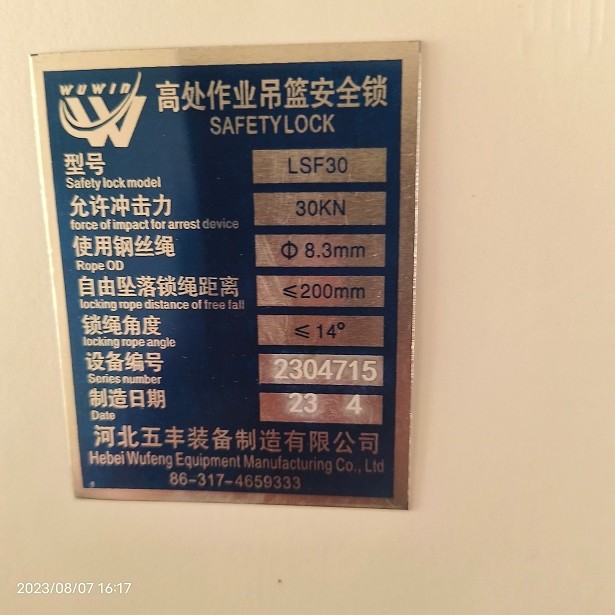 WUWIN
高处作业吊篮安全锁
SAFETYLOCK
型号 LSF30
Safety lock model
允许冲击力 30KN
force of impact for arrest device
使用钢丝绳 Φ 8.3mm
Rope OD
自由坠落锁绳距离 ≤200mm
locking rope distance of free fall
锁绳角度 ≤ 14°
locking rope angle
设备编号 2304715
Series number
制造日期 23 4
Date
河北五丰装备制造有限公司
Hebei Wufeng Equipment Manufacturing Co., Ltd
86-317-4659333
2023/08/07 16:17